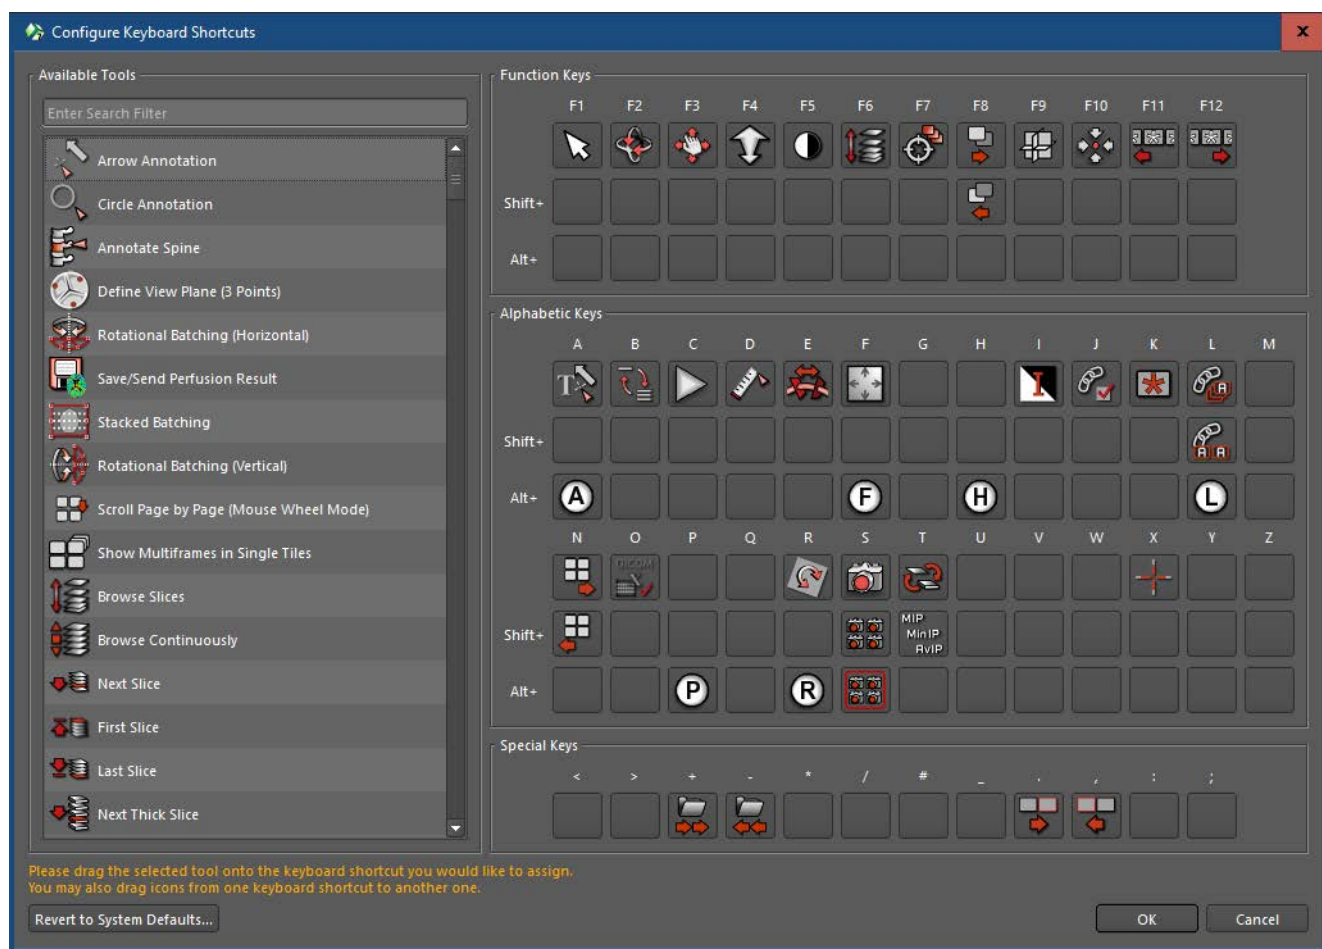 Configure Keyboard Shortcuts
x
Available Tools
Enter Search Filter
Arrow Annotation
Circle Annotation
Annotate Spine
Define View Plane (3 Points)
Rotational Batching (Horizontal)
Save/Send Perfusion Result
Stacked Batching
Rotational Batching (Vertical)
Scroll Page by Page (Mouse Wheel Mode)
Show Multiframes in Single Tiles
Browse Slices
Browse Continuously
Next Slice
First Slice
Last Slice
Next Thick Slice
Function Keys
F1 F2 F3 F4 F5 F6 F7 F8 F9 F10 F11 F12
Shift+
Alt+
Alphabetic Keys
A B C D E F G H I J K L M
T I A
Shift+ A A
Alt+ A F H L
N O P Q R S T U V W X Y Z
DICOM
Shift+ MIP
MinIP
AvIP
Alt+ P R
Special Keys
< > + - * / # _ . , : ;
Please drag the selected tool onto the keyboard shortcut you would like to assign.
You may also drag icons from one keyboard shortcut to another one.
Revert to System Defaults...
OK
Cancel